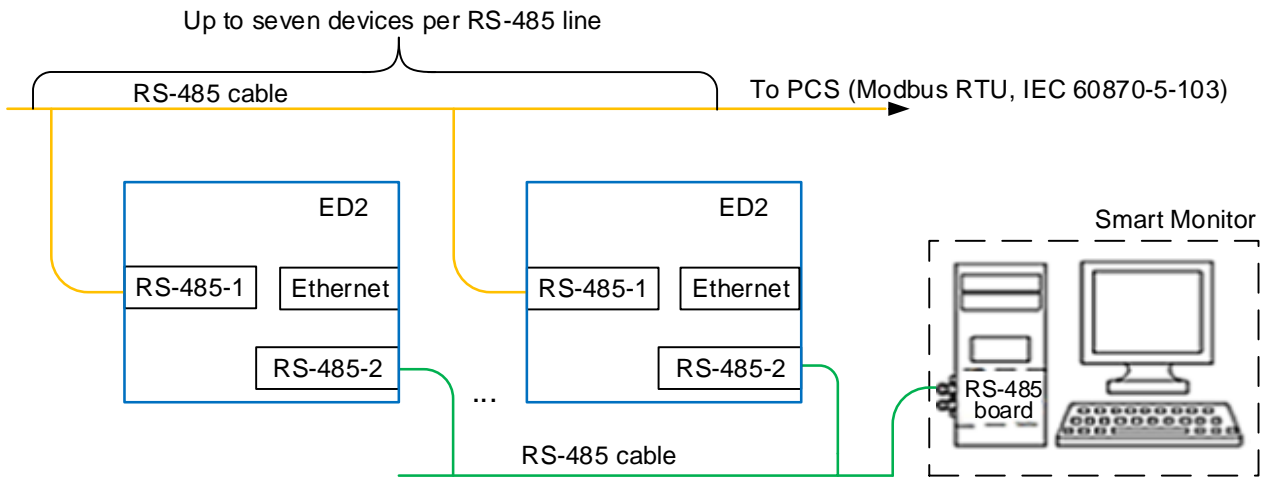 Up to seven devices per RS-485 line
RS-485 cable
To PCS (Modbus RTU, IEC 60870-5-103)
ED2
ED2
Smart Monitor
RS-485-1
Ethernet
RS-485-1
Ethernet
RS-485-2
RS-485-2
...
RS-485
board
RS-485 cable